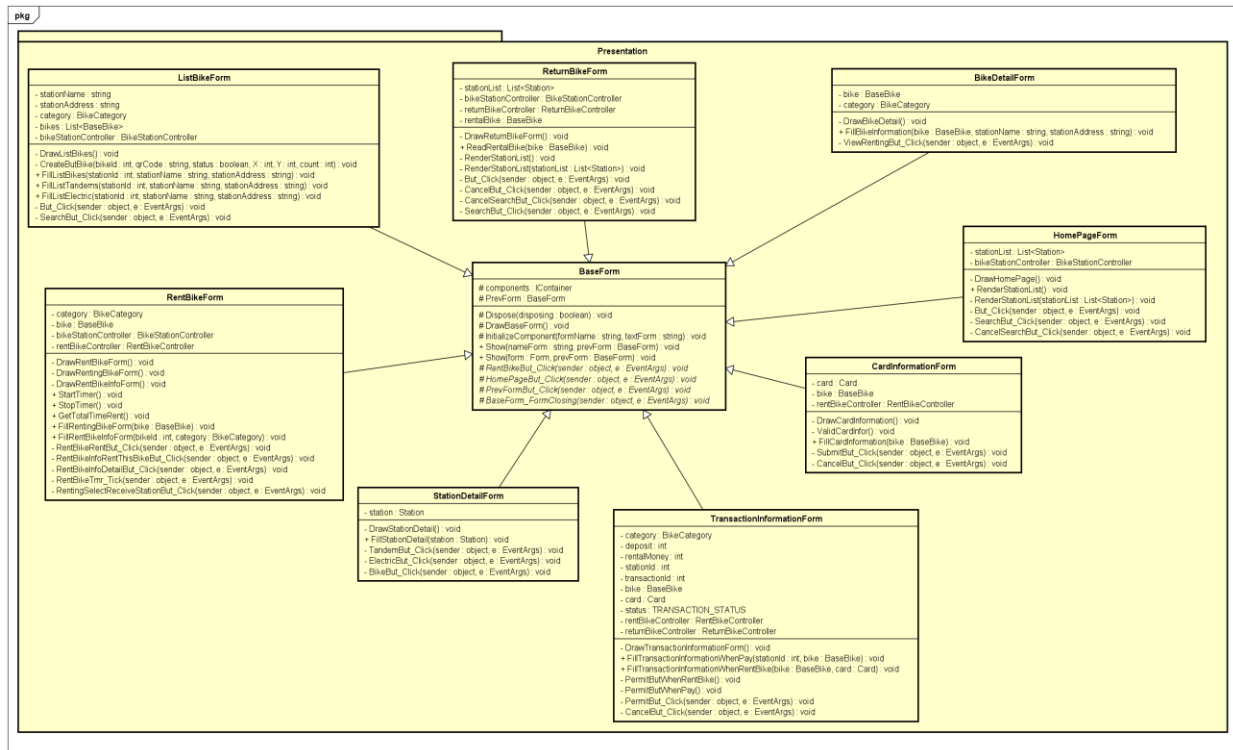 pkg
Presentation
ListBikeForm
- stationName : string
- stationAddress : string
- category : BikeCategory
- bikes : List<BaseBike>
- bikeStationController : BikeStationController
- DrawListBikes() : void
- CreateButBike(bikeId : int, qrCode : string, status : boolean, X : int, Y : int, count : int) : void
+ FillListBikes(stationId : int, stationName : string, stationAddress : string) : void
+ FillListTandems(stationId : int, stationName : string, stationAddress : string) : void
+ FillListElectric(stationId : int, stationName : string, stationAddress : string) : void
- But_Click(sender : object, e : EventArgs) : void
- SearchBut_Click(sender : object, e : EventArgs) : void
ReturnBikeForm
- stationList : List<Station>
- bikeStationController : BikeStationController
- returnBikeController : ReturnBikeController
- rentalBike : BaseBike
- DrawReturnBikeForm() : void
+ ReadRentalBike(bike : BaseBike) : void
- RenderStationList() : void
- RenderStationList(stationList : List<Station>) : void
- But_Click(sender : object, e : EventArgs) : void
- CancelBut_Click(sender : object, e : EventArgs) : void
- CancelSearchBut_Click(sender : object, e : EventArgs) : void
- SearchBut_Click(sender : object, e : EventArgs) : void
BikeDetailForm
- bike : BaseBike
- category : BikeCategory
- DrawBikeDetail() : void
+ FillBikeInformation(bike : BaseBike, stationName : string, stationAddress : string) : void
- ViewRentingBut_Click(sender : object, e : EventArgs) : void
HomePageForm
- stationList : List<Station>
- bikeStationController : BikeStationController
- DrawHomePage() : void
+ RenderStationList() : void
- RenderStationList(stationList : List<Station>) : void
- But_Click(sender : object, e : EventArgs) : void
- SearchBut_Click(sender : object, e : EventArgs) : void
- CancelSearchBut_Click(sender : object, e : EventArgs) : void
BaseForm
# components : IContainer
# PrevForm : BaseForm
# Dispose(disposing : boolean) : void
# DrawBaseForm() : void
# InitializeComponent(formName : string, textForm : string) : void
+ Show(nameForm : string, prevForm : BaseForm) : void
+ Show(form : Form, prevForm : BaseForm) : void
# RentBikeBut_Click(sender : object, e : EventArgs) : void
# HomePageBut_Click(sender : object, e : EventArgs) : void
# PrevFormBut_Click(sender : object, e : EventArgs) : void
# BaseForm_FormClosing(sender : object, e : EventArgs) : void
RentBikeForm
- category : BikeCategory
- bike : BaseBike
- bikeStationController : BikeStationController
- rentBikeController : RentBikeController
- DrawRentBikeForm() : void
- DrawRentingBikeForm() : void
- DrawRentBikeInfoForm() : void
+ StartTimer() : void
+ StopTimer() : void
+ GetTotalTimeRent() : void
+ FillRentingBikeForm(bike : BaseBike) : void
+ FillRentBikeInfoForm(bikeId : int, category : BikeCategory) : void
- RentBikeRentBut_Click(sender : object, e : EventArgs) : void
- RentBikeInfoRentThisBikeBut_Click(sender : object, e : EventArgs) : void
- RentBikeInfoDetailBut_Click(sender : object, e : EventArgs) : void
- RentBikeTmr_Tick(sender : object, e : EventArgs) : void
- RentingSelectReceiveStationBut_Click(sender : object, e : EventArgs) : void
CardInformationForm
- card : Card
- bike : BaseBike
- rentBikeController : RentBikeController
- DrawCardInformation() : void
- ValidCardInfor() : void
+ FillCardInformation(bike : BaseBike) : void
- SubmitBut_Click(sender : object, e : EventArgs) : void
- CancelBut_Click(sender : object, e : EventArgs) : void
StationDetailForm
- station : Station
- DrawStationDetail() : void
+ FillStationDetail(station : Station) : void
- TandemBut_Click(sender : object, e : EventArgs) : void
- ElectricBut_Click(sender : object, e : EventArgs) : void
- BikeBut_Click(sender : object, e : EventArgs) : void
TransactionInformationForm
- category : BikeCategory
- deposit : int
- rentalMoney : int
- stationId : int
- transactionId : int
- bike : BaseBike
- card : Card
- status : TRANSACTION_STATUS
- rentBikeController : RentBikeController
- returnBikeController : ReturnBikeController
- DrawTransactionInformationForm() : void
+ FillTransactionInformationWhenPay(stationId : int, bike : BaseBike) : void
+ FillTransactionInformationWhenRentBike(bike : BaseBike, card : Card) : void
- PermitButWhenRentBike() : void
- PermitButWhenPay() : void
- PermitBut_Click(sender : object, e : EventArgs) : void
- CancelBut_Click(sender : object, e : EventArgs) : void